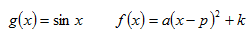 g(x) = sin x   f(x) = a(x − p)² + k